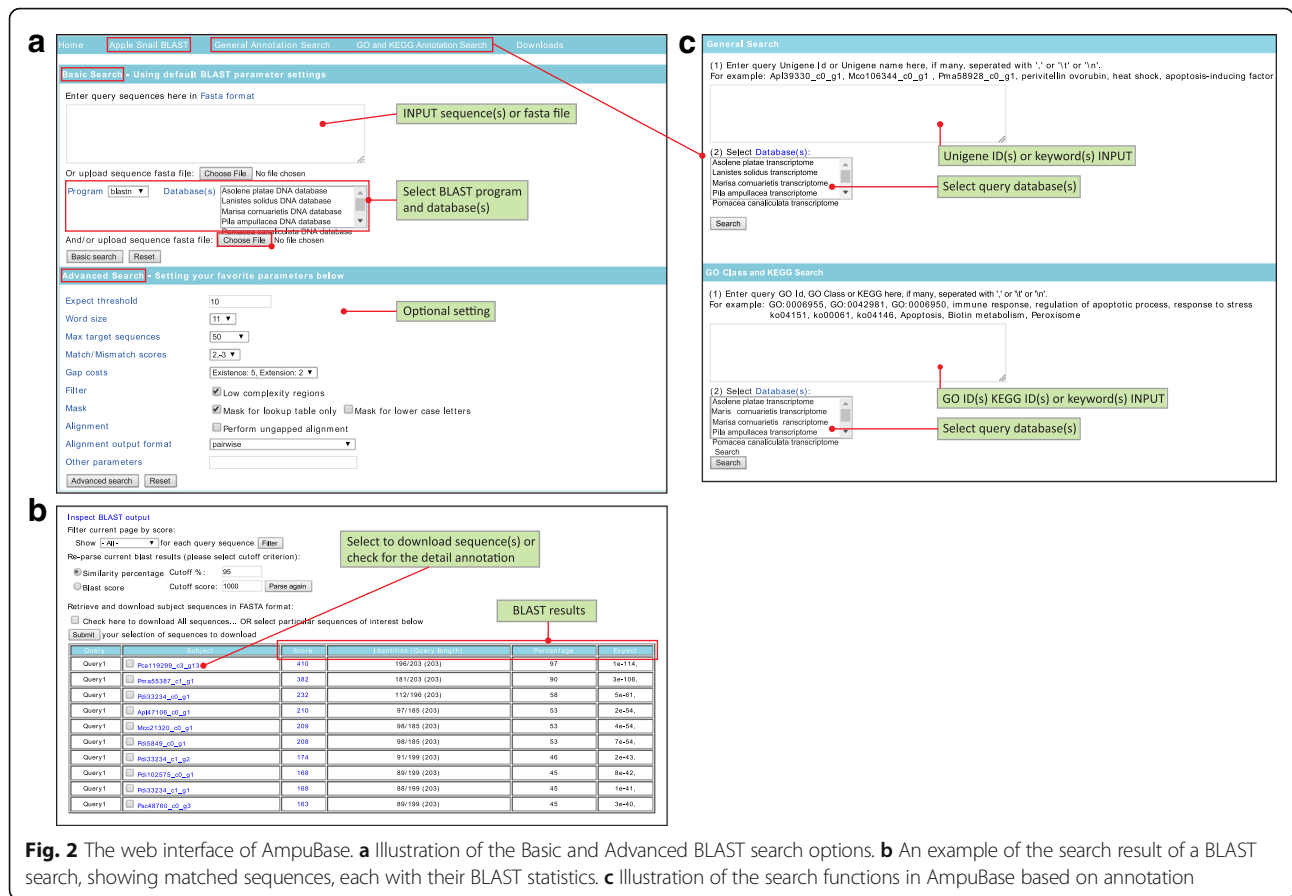 a
Home Apple Snail BLAST General Annotation Search GO and KEGG Annotation Search Downloads
Basic Search - Using default BLAST parameter settings
Enter query sequences here in Fasta format
INPUT sequence(s) or fasta file
Or upload sequence fasta file: Choose File No file chosen
Program blastn Database(s)
Asolene platae DNA database
Lanistes solidus DNA database
Marisa cornuarietis DNA database
Pila ampullacea DNA database
Pomacea canaliculata DNA database
Select BLAST program
and database(s)
And/or upload sequence fasta file: Choose File No file chosen
Basic search Reset
Advanced Search - Setting your favorite parameters below
Expect threshold 10
Optional setting
Word size 11
Max target sequences 50
Match/Mismatch scores 2,-3
Gap costs Existence: 5, Extension: 2
Filter Low complexity regions
Mask Mask for lookup table only Mask for lower case letters
Alignment Perform ungapped alignment
Alignment output format pairwise
Other parameters
Advanced search Reset
c
General Search
(1) Enter query Unigene Id or Unigene name here, if many, seperated with ',' or '\t' or '\n'.
For example: Apl39330_c0_g1, Mco106344_c0_g1 , Pma58928_c0_g1, perivitellin ovorubin, heat shock, apoptosis-inducing factor
Unigene ID(s) or keyword(s) INPUT
(2) Select Database(s):
Asolene platae transcriptome
Lanistes solidus transcriptome
Marisa cornuarietis transcriptome
Pila ampullacea transcriptome
Pomacea canaliculata transcriptome
Select query database(s)
Search
GO Class and KEGG Search
(1) Enter query GO Id, GO Class or KEGG here, if many, seperated with ',' or '\t' or '\n'.
For example: GO:0006955, GO:0042981, GO:0006950, immune response, regulation of apoptotic process, response to stress
ko04151, ko00061, ko04146, Apoptosis, Biotin metabolism, Peroxisome
GO ID(s) KEGG ID(s) or keyword(s) INPUT
(2) Select Database(s):
Asolene platae transcriptome
Maris cornuarietis transcriptome
Marisa cornuarietis ranscriptome
Pila ampullacea transcriptome
Pomacea canaliculata transcriptome
Select query database(s)
Search
Search
b
Inspect BLAST output
Filter current page by score:
Show - All - for each query sequence Filter
Select to download sequence(s) or
check for the detail annotation
Re-parse current blast results (please select cutoff criterion):
Similarity percentage Cutoff %: 95
Blast score Cutoff score: 1000 Parse again
Retrieve and download subject sequences in FASTA format:
BLAST results
Check here to download All sequences... OR select particular sequences of interest below
Submit your selection of sequences to download
Query Subject Score Identities (Query length) Percentage Expect
Query1 Pca119299_c3_g13 410 196/203 (203) 97 1e-114,
Query1 Pma55387_c1_g1 382 181/203 (203) 90 3e-106,
Query1 Pdi33234_c0_g1 232 112/196 (203) 58 5e-61,
Query1 Apl47106_c0_g1 210 97/185 (203) 53 2e-54,
Query1 Mco21320_c0_g1 209 98/185 (203) 53 4e-54,
Query1 Pdi5849_c0_g1 208 98/185 (203) 53 7e-54,
Query1 Pdi33234_c1_g2 174 91/199 (203) 46 2e-43,
Query1 Pdi102575_c0_g1 168 89/199 (203) 45 8e-42,
Query1 Pdi33234_c1_g1 168 88/199 (203) 45 1e-41,
Query1 Psc48760_c0_g3 163 89/199 (203) 45 3e-40,
Fig. 2 The web interface of AmpuBase. a Illustration of the Basic and Advanced BLAST search options. b An example of the search result of a BLAST
search, showing matched sequences, each with their BLAST statistics. c Illustration of the search functions in AmpuBase based on annotation